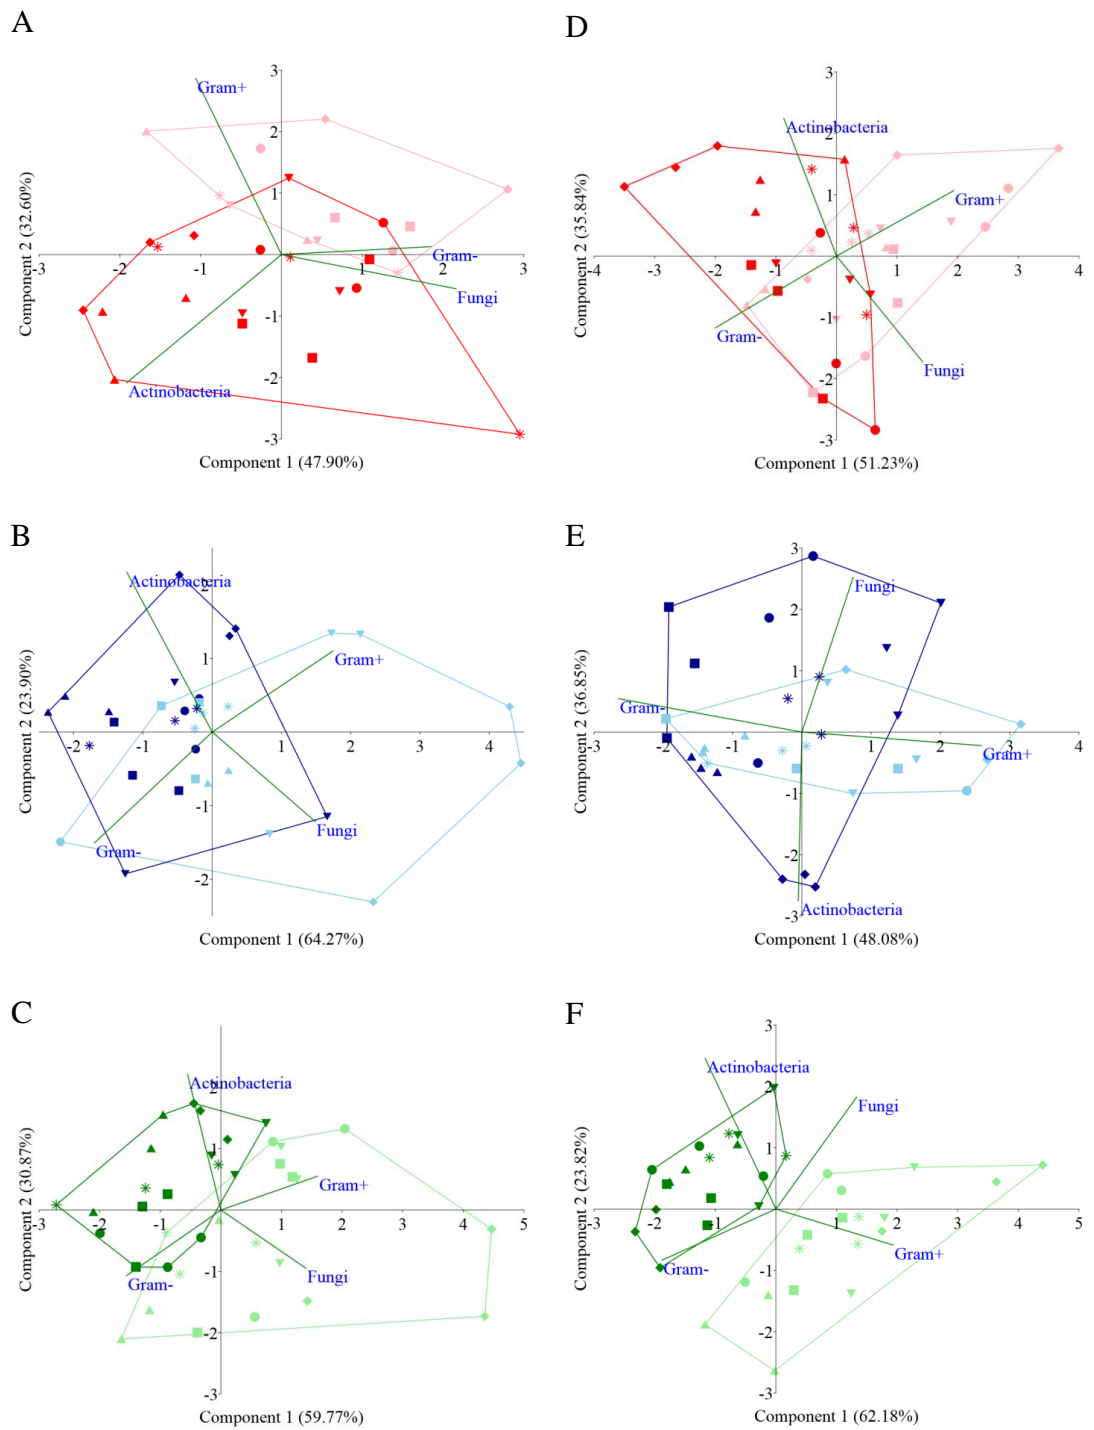 A
3
2
1
-3
-2
-1
1
2
3
-1
-2
-3
Gram+
Gram-
Fungi
Actinobacteria
Component 2 (32.60%)
Component 1 (47.90%)
D
3
2
1
-4
-3
-2
-1
1
2
3
4
-1
-2
-3
Actinobacteria
Gram+
Gram-
Fungi
Component 2 (35.84%)
Component 1 (51.23%)
B
2
1
-2
-1
1
2
3
4
-1
-2
Actinobacteria
Gram+
Fungi
Gram-
Component 2 (23.90%)
Component 1 (64.27%)
E
3
2
1
-3
-2
-1
1
2
3
4
-1
-2
-3
Fungi
Gram-
Gram+
Actinobacteria
Component 2 (36.85%)
Component 1 (48.08%)
C
2
1
-3
-2
-1
1
2
3
4
5
-1
-2
-3
Actinobacteria
Gram+
Gram-
Fungi
Component 2 (30.87%)
Component 1 (59.77%)
F
3
2
1
-3
-2
-1
1
2
3
4
5
-1
-2
-3
Actinobacteria
Fungi
Gram+
Gram-
Component 2 (23.82%)
Component 1 (62.18%)